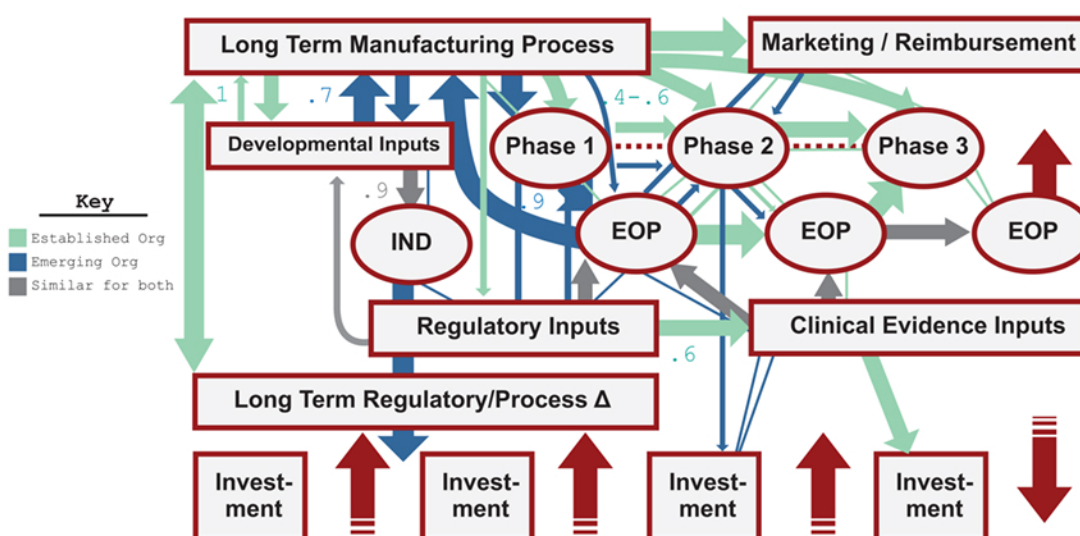 Long Term Manufacturing Process
Marketing / Reimbursement
1
.7
.4-.6
Developmental Inputs
Phase 1
Phase 2
Phase 3
.9
.9
Key
Established Org
Emerging Org
Similar for both
IND
EOP
EOP
EOP
Regulatory Inputs
Clinical Evidence Inputs
.6
Long Term Regulatory/Process Δ
Invest-
ment
Invest-
ment
Invest-
ment
Invest-
ment